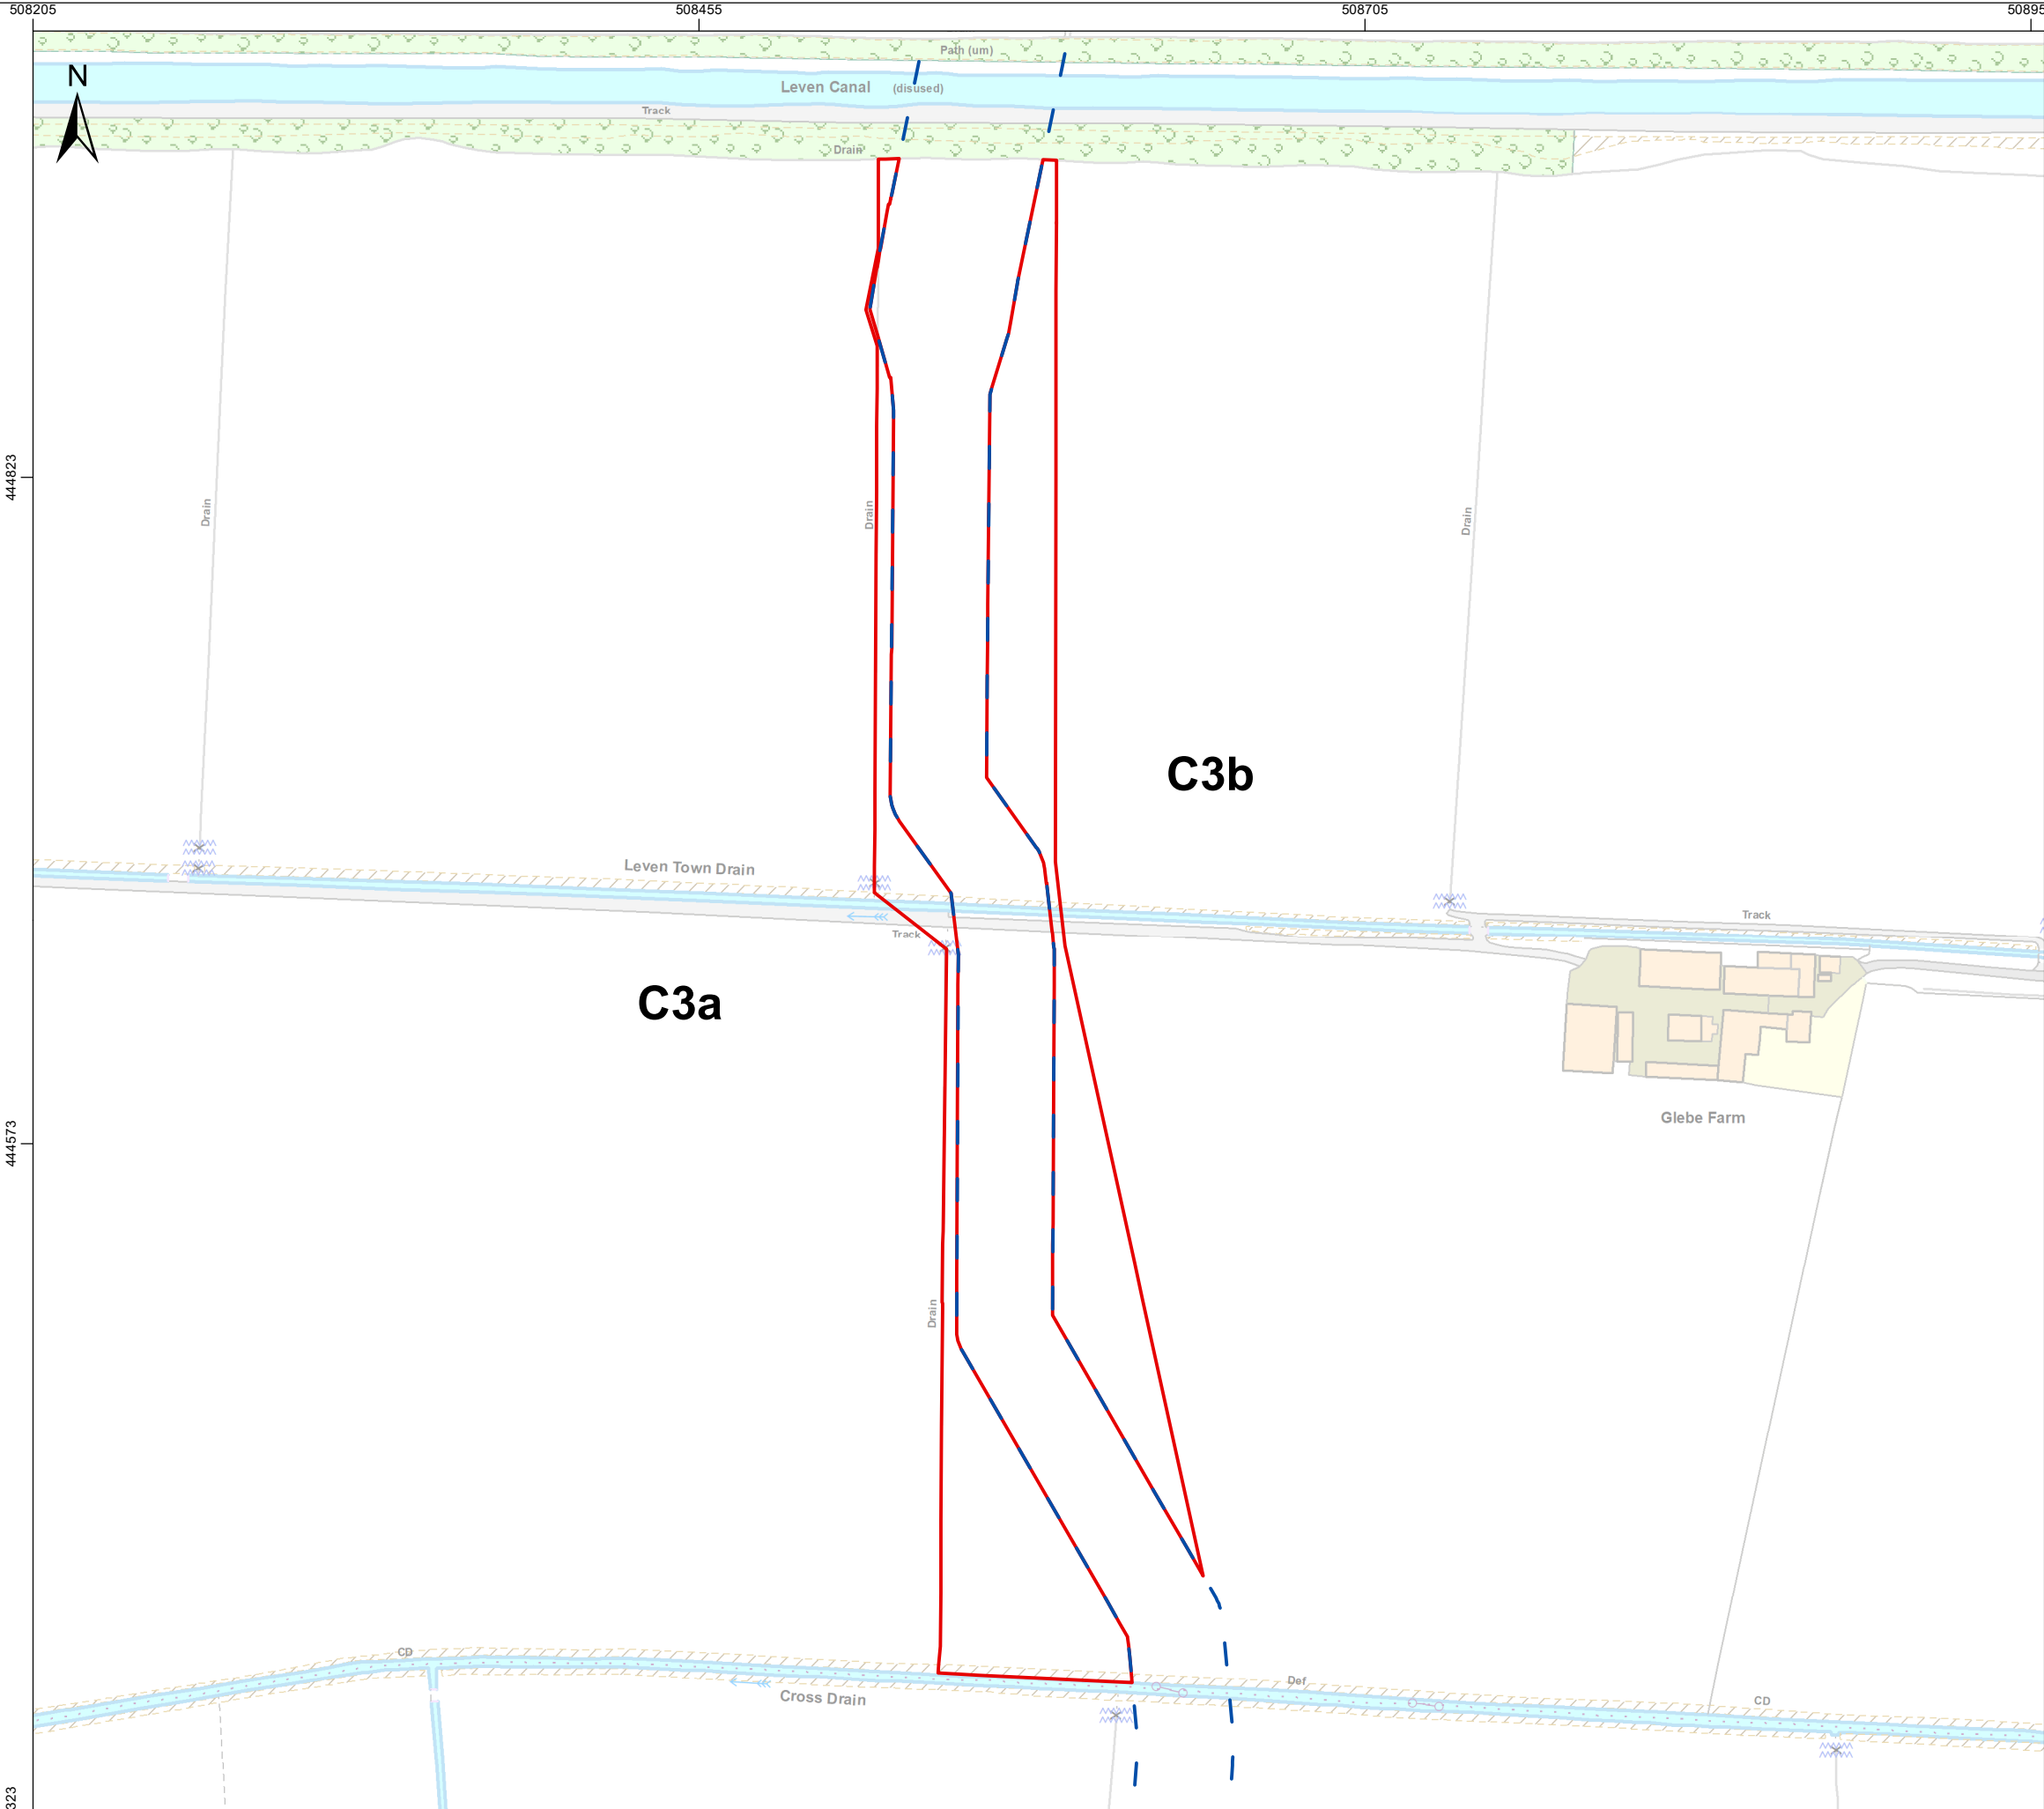 508205
508455
508705
50895
Path (um)
N
Leven Canal (disused)
Track
Drain
444823
Drain
Drain
Drain
C3b
Leven Town Drain
Track
Track
C3a
Glebe Farm
444573
Drain
CD
Def
Cross Drain
CD
323